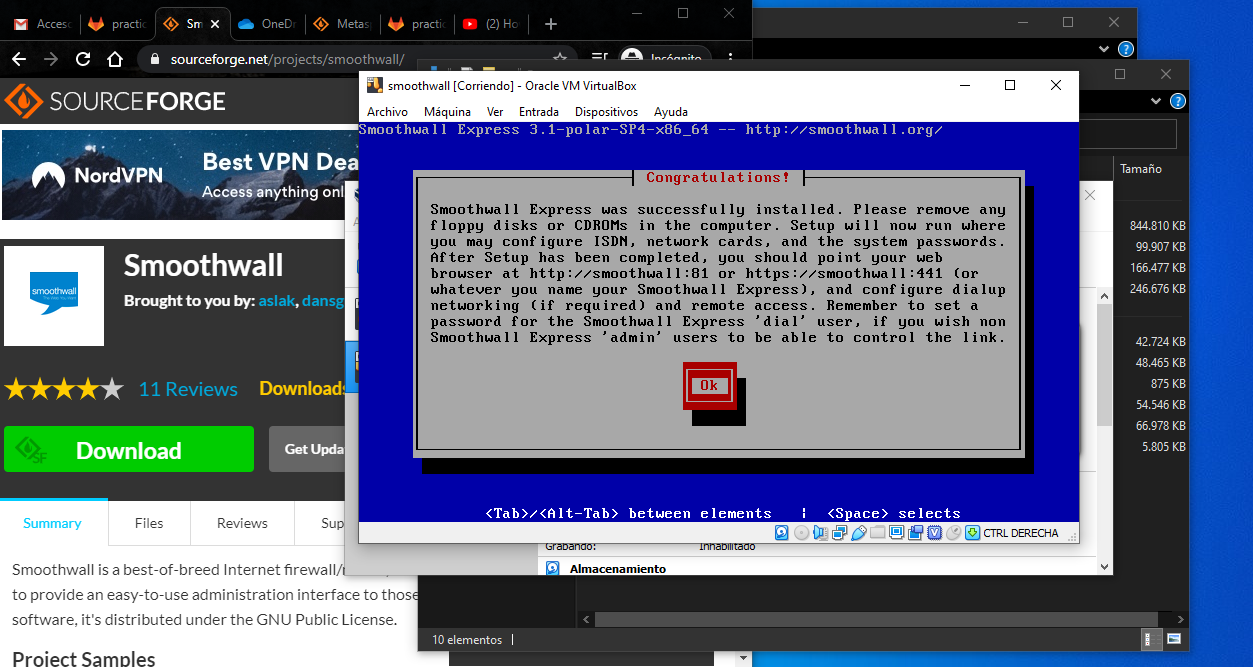 Acceso
practic
Sm
OneDr
Metasp
practic
(2) Ho
sourceforge.net/projects/smoothwall/
Incógnito
SOURCEFORGE
NordVPN
Best VPN Dea
Access anything onl
Smoothwall
smoothwall
Brought to you by: aslak, dansg
11 Reviews
Downloads
SF
Download
Get Upda
Summary
Files
Reviews
Sup
Smoothwall is a best-of-breed Internet firewall/r
to provide an easy-to-use administration interface to those
software, it's distributed under the GNU Public License.
Project Samples
smoothwall [Corriendo] - Oracle VM VirtualBox
Archivo Máquina Ver Entrada Dispositivos Ayuda
Smoothwall Express 3.1-polar-SP4-x86_64 -- http://smoothwall.org/
Congratulations!
Smoothwall Express was successfully installed. Please remove any
floppy disks or CDROMs in the computer. Setup will now run where
you may configure ISDN, network cards, and the system passwords.
After Setup has been completed, you should point your web
browser at http://smoothwall:81 or https://smoothwall:441 (or
whatever you name your Smoothwall Express), and configure dialup
networking (if required) and remote access. Remember to set a
password for the Smoothwall Express 'dial' user, if you wish non
Smoothwall Express 'admin' users to be able to control the link.
Ok
<Tab>/<Alt-Tab> between elements | <Space> selects
CTRL DERECHA
Grabando: Inhabilitado
Almacenamiento
Tamaño
844.810 KB
99.907 KB
166.477 KB
246.676 KB
42.724 KB
48.465 KB
875 KB
54.546 KB
66.978 KB
5.805 KB
10 elementos